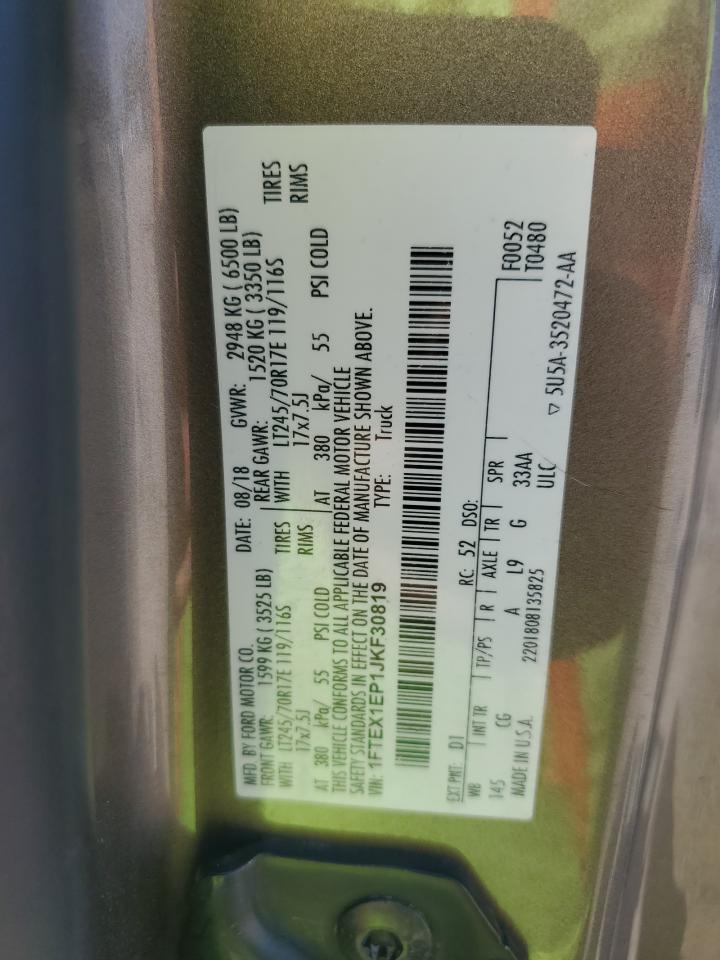 MFD. BY FORD MOTOR CO. DATE: 08/18 GVWR: 2948 KG ( 6500 LB)
FRONT GAWR: 1599 KG ( 3525 LB) REAR GAWR: 1520 KG ( 3350 LB)
WITH LT245/70R17E 119/116S TIRES WITH LT245/70R17E 119/116S TIRES
17x7.5J RIMS 17x7.5J RIMS
AT 380 kPa/ 55 PSI COLD AT 380 kPa/ 55 PSI COLD
THIS VEHICLE CONFORMS TO ALL APPLICABLE FEDERAL MOTOR VEHICLE
SAFETY STANDARDS IN EFFECT ON THE DATE OF MANUFACTURE SHOWN ABOVE.
VIN: 1FTEX1EP1JKF30819 TYPE: Truck
EXT PNT: D1 RC: 52 DSO:
WB INT TR TP/PS R AXLE TR SPR F0052
145 CG A L9 G 33AA T0480
MADE IN U.S.A. 2201808135825 ULC
▽ 5U5A-3520472-AA